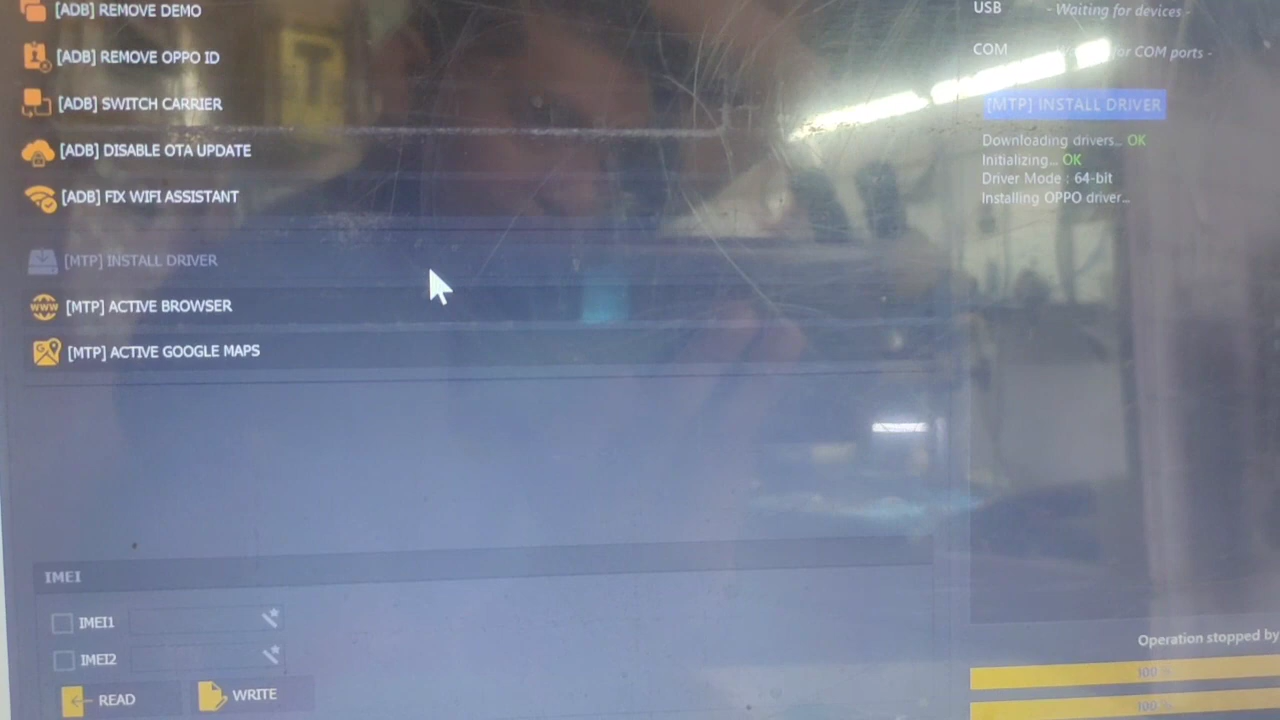 [ADB] REMOVE DEMO
[ADB] REMOVE OPPO ID
[ADB] SWITCH CARRIER
[ADB] DISABLE OTA UPDATE
[ADB] FIX WIFI ASSISTANT
[MTP] INSTALL DRIVER
[MTP] ACTIVE BROWSER
[MTP] ACTIVE GOOGLE MAPS
IMEI
IMEI1
IMEI2
READ WRITE
USB - Waiting for devices -
COM - Waiting for COM ports -
[MTP] INSTALL DRIVER
Downloading drivers... OK
Initializing... OK
Driver Mode : 64-bit
Installing OPPO driver...
Operation stopped by
100 %
100 %